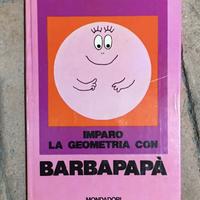 IMPARO
LA GEOMETRIA CON
BARBAPAPÀ
MONDADORI